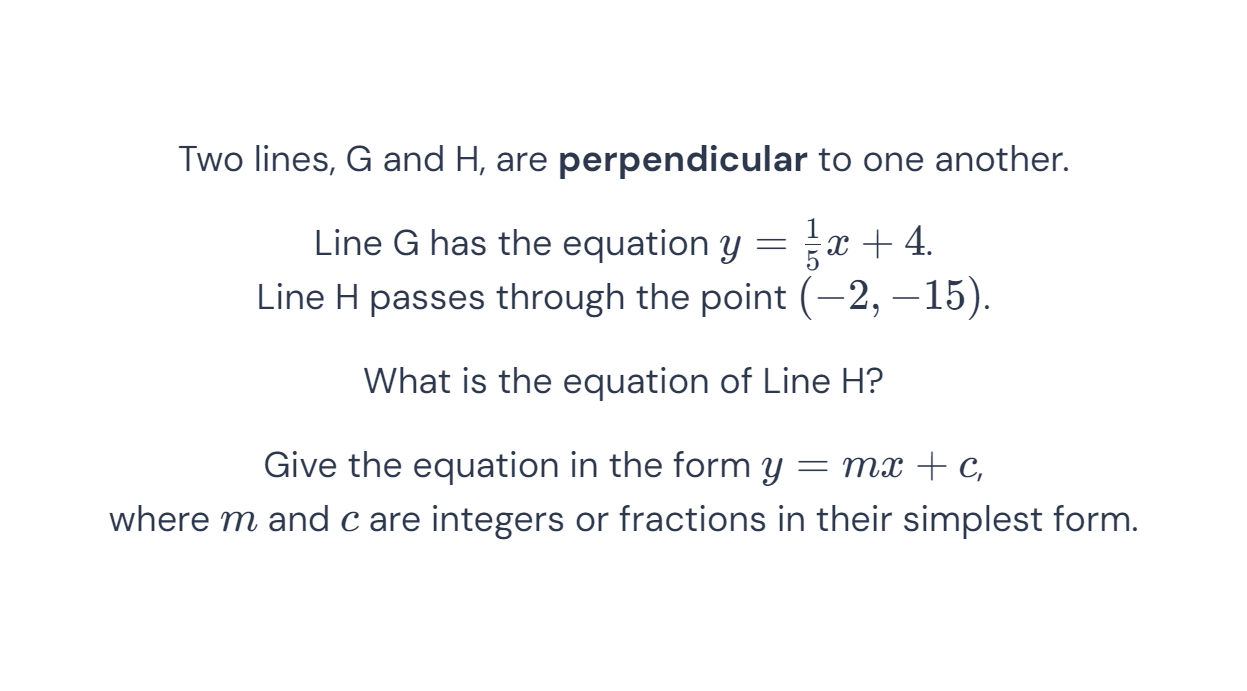 Two lines, G and H, are perpendicular to one another.
Line G has the equation y = \frac{1}{5}x + 4.
Line H passes through the point (−2, −15).
What is the equation of Line H?
Give the equation in the form y = mx + c,
where m and c are integers or fractions in their simplest form.